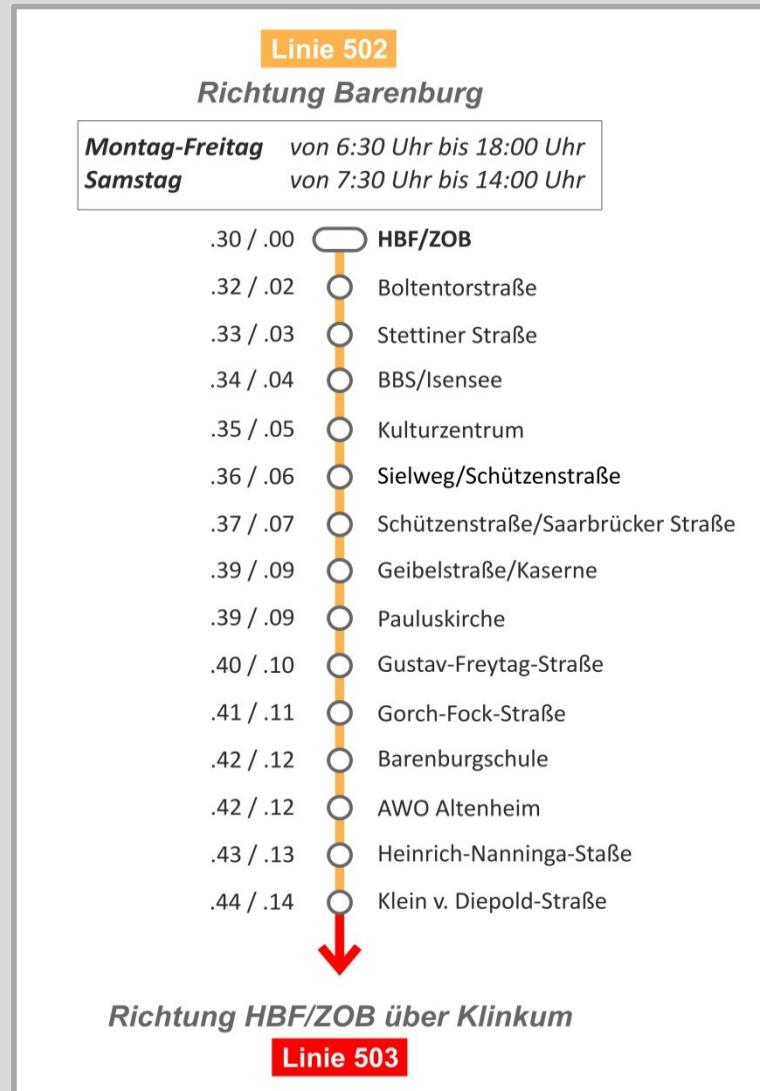 Linie 502
Richtung Barenburg
Montag-Freitag von 6:30 Uhr bis 18:00 Uhr
Samstag von 7:30 Uhr bis 14:00 Uhr
.30 / .00 HBF/ZOB
.32 / .02 Boltentorstraße
.33 / .03 Stettiner Straße
.34 / .04 BBS/Isensee
.35 / .05 Kulturzentrum
.36 / .06 Sielweg/Schützenstraße
.37 / .07 Schützenstraße/Saarbrücker Straße
.39 / .09 Geibelstraße/Kaserne
.39 / .09 Pauluskirche
.40 / .10 Gustav-Freytag-Straße
.41 / .11 Gorch-Fock-Straße
.42 / .12 Barenburgschule
.42 / .12 AWO Altenheim
.43 / .13 Heinrich-Nanninga-Staße
.44 / .14 Klein v. Diepold-Straße
Richtung HBF/ZOB über Klinkum
Linie 503